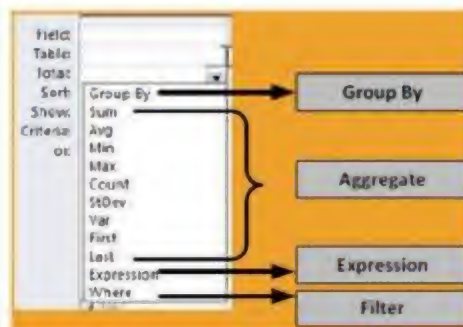 Field:
Table:
Total:
Sort:
Show:
Criteria:
or:
Group By
Sum
Avg
Min
Max
Count
StDev
Var
First
Last
Expression
Where
Group By
Aggregate
Expression
Filter